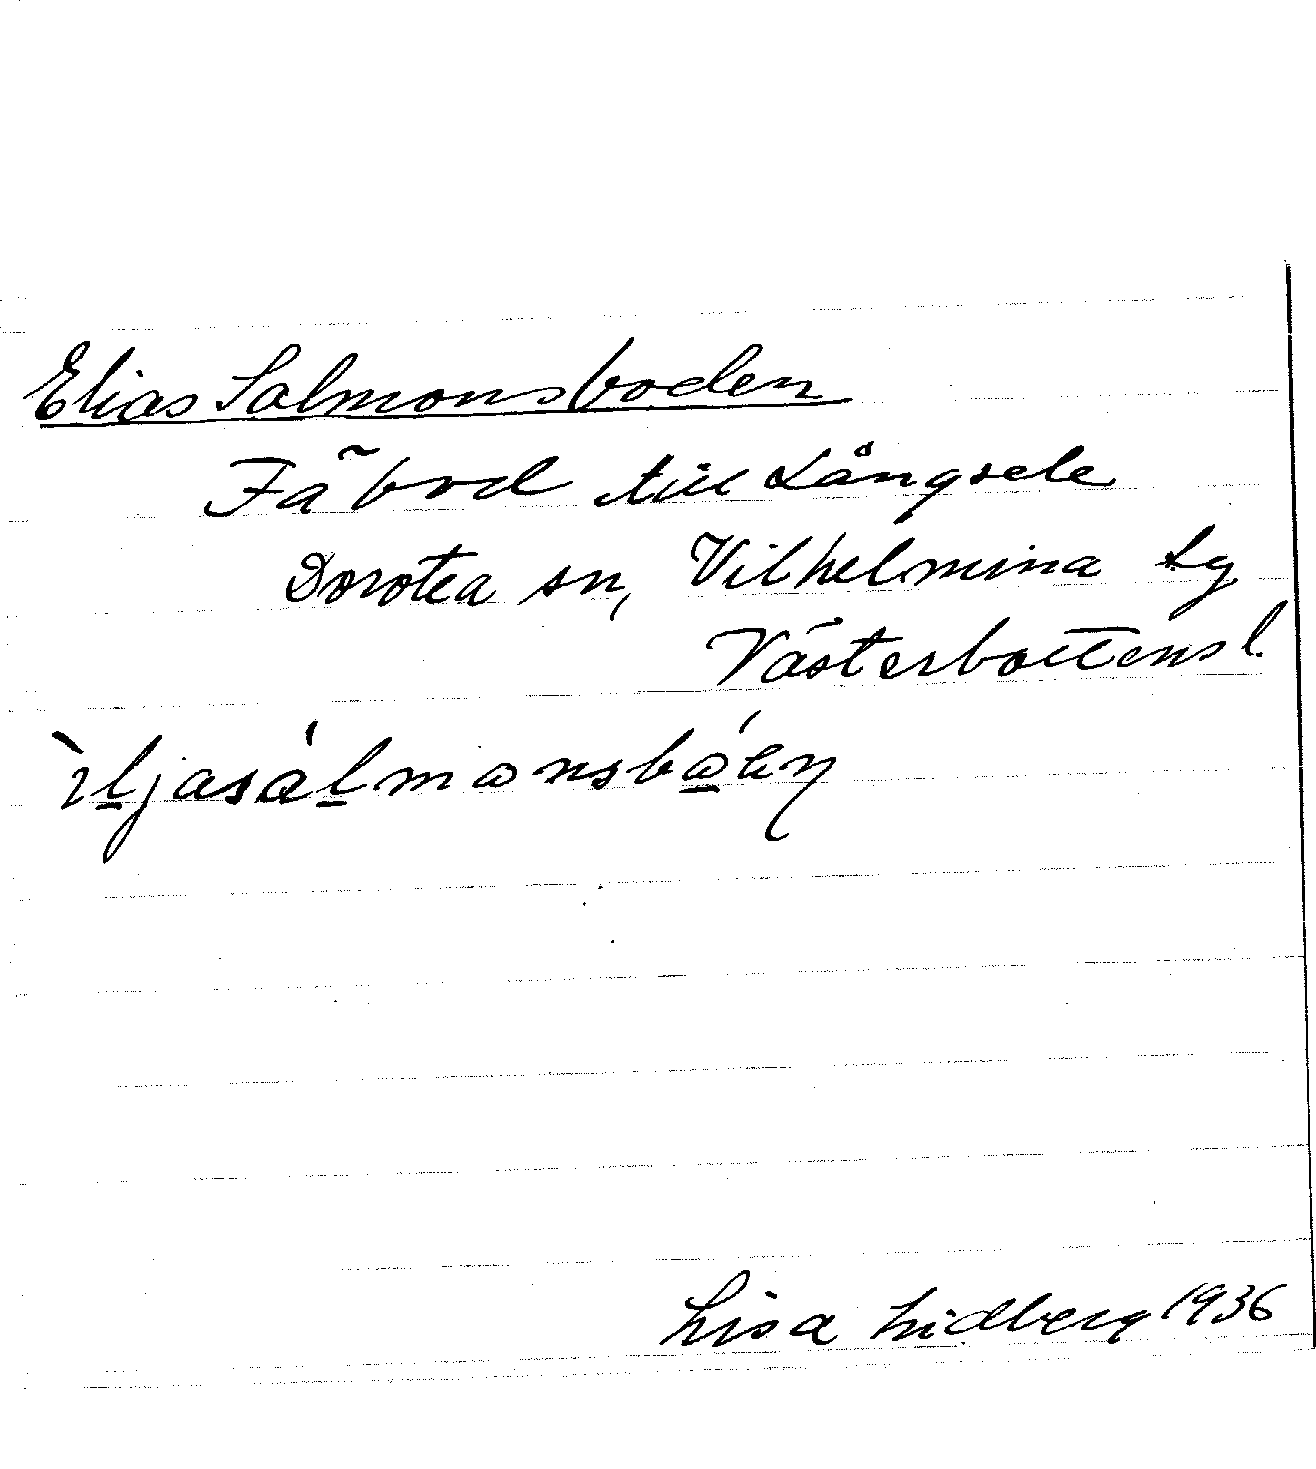 Elias Salmonsboden
Fäbod till Långsele
Dorotea sn, Vilhelmina tg
Västerbottens l.
Lisa Lidberg 1936